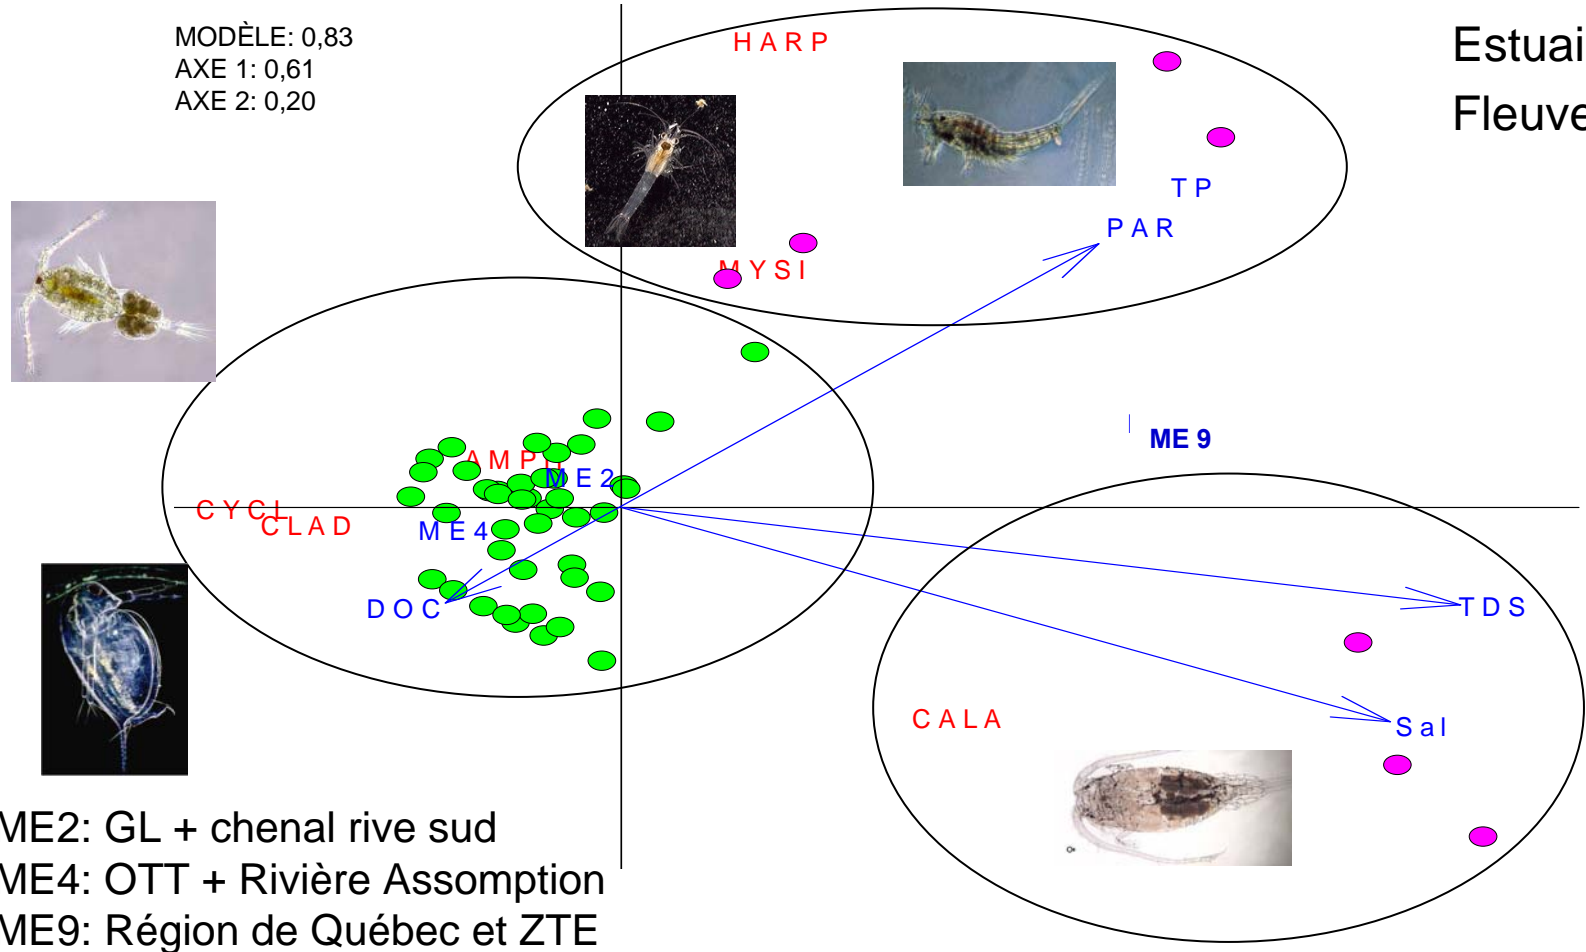 MODÈLE: 0,83
AXE 1: 0,61
AXE 2: 0,20
HARP
TP
PAR
MYSI
ME 9
AMPH
ME2
CYCL
CLAD
ME4
DOC
TDS
CALA
Sal
ME2: GL + chenal rive sud
ME4: OTT + Rivière Assomption
ME9: Région de Québec et ZTE
Estuai
Fleuve